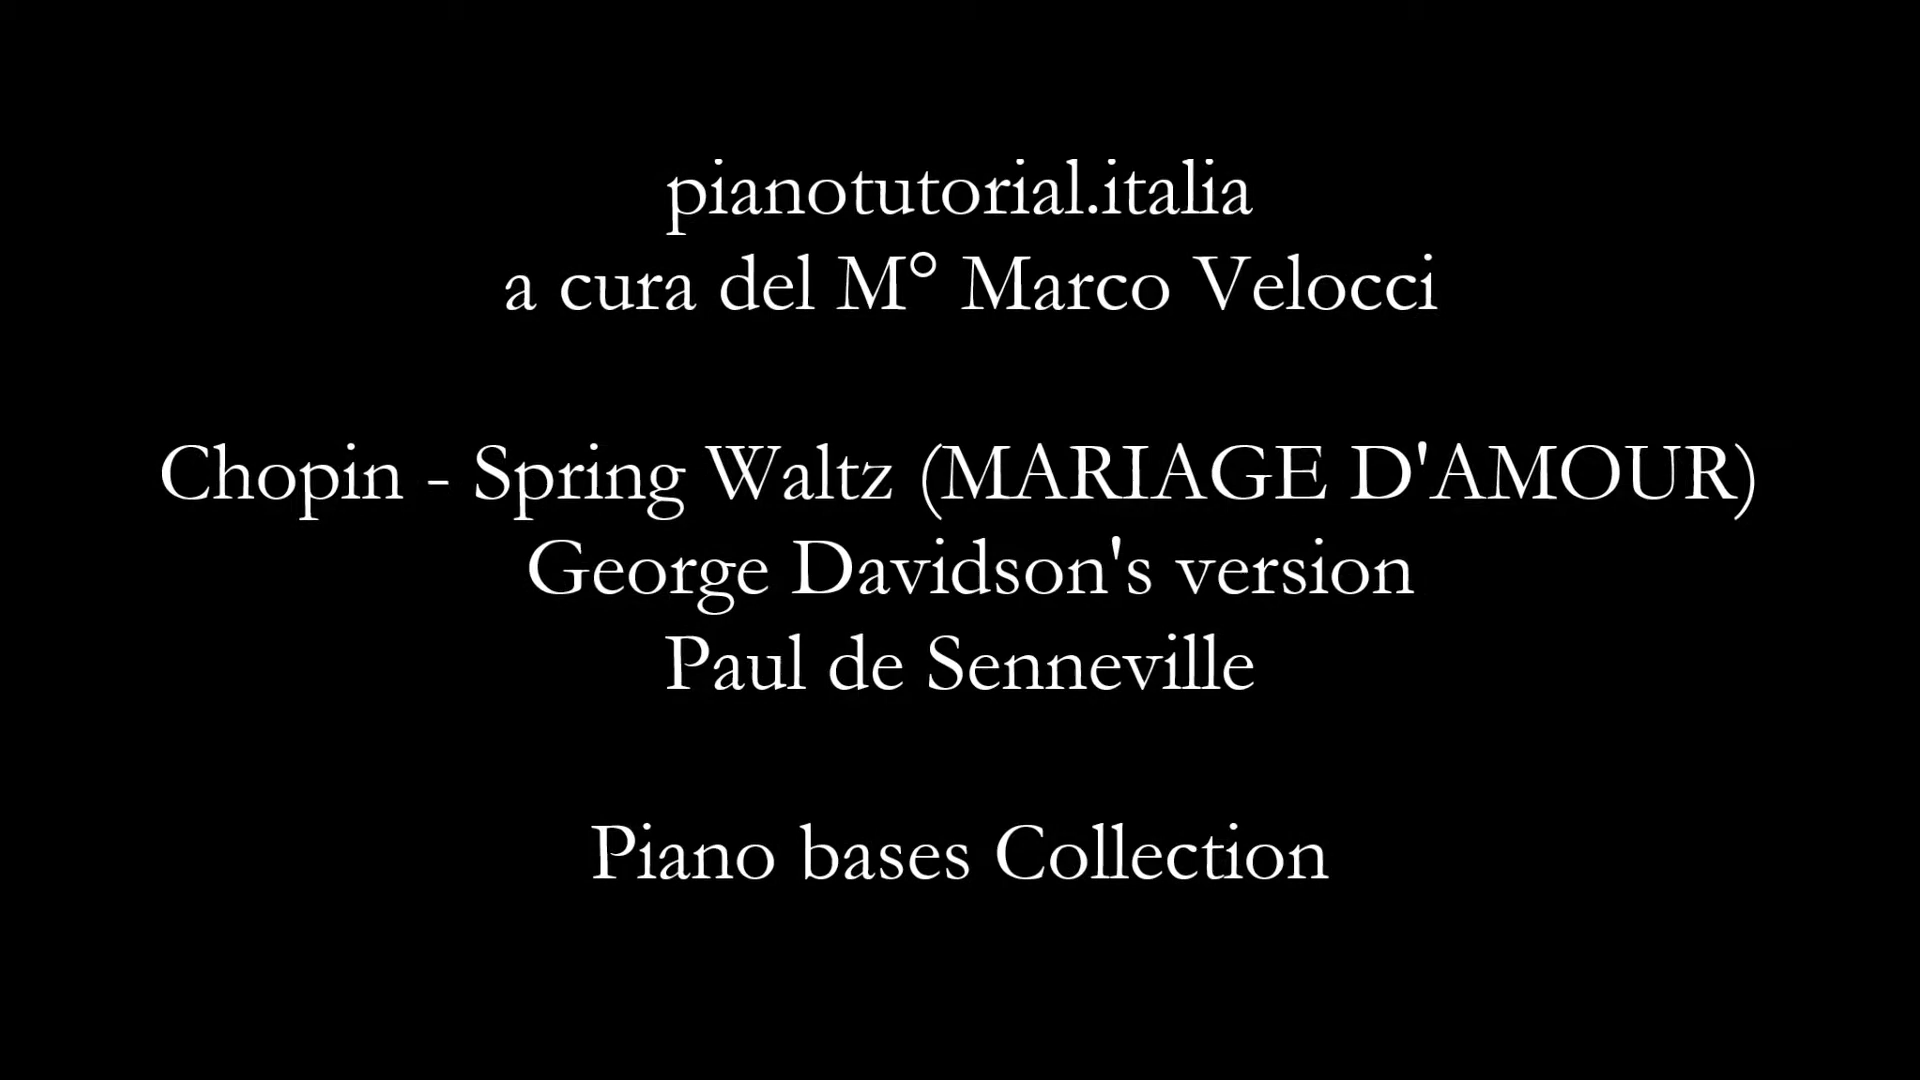 pianotutorial.italia
a cura del M° Marco Velocci
Chopin - Spring Waltz (MARIAGE D'AMOUR)
George Davidson's version
Paul de Senneville
Piano bases Collection